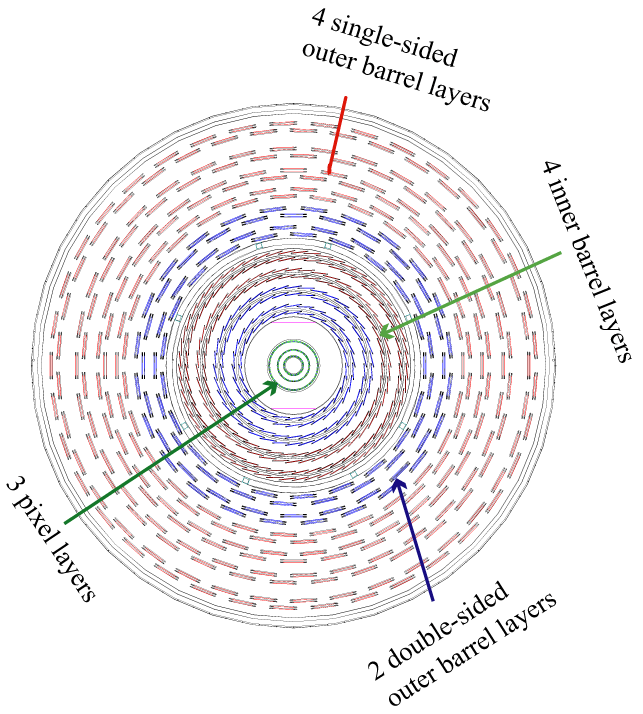 4 single-sided
outer barrel layers
4 inner barrel layers
3 pixel layers
2 double-sided
outer barrel layers